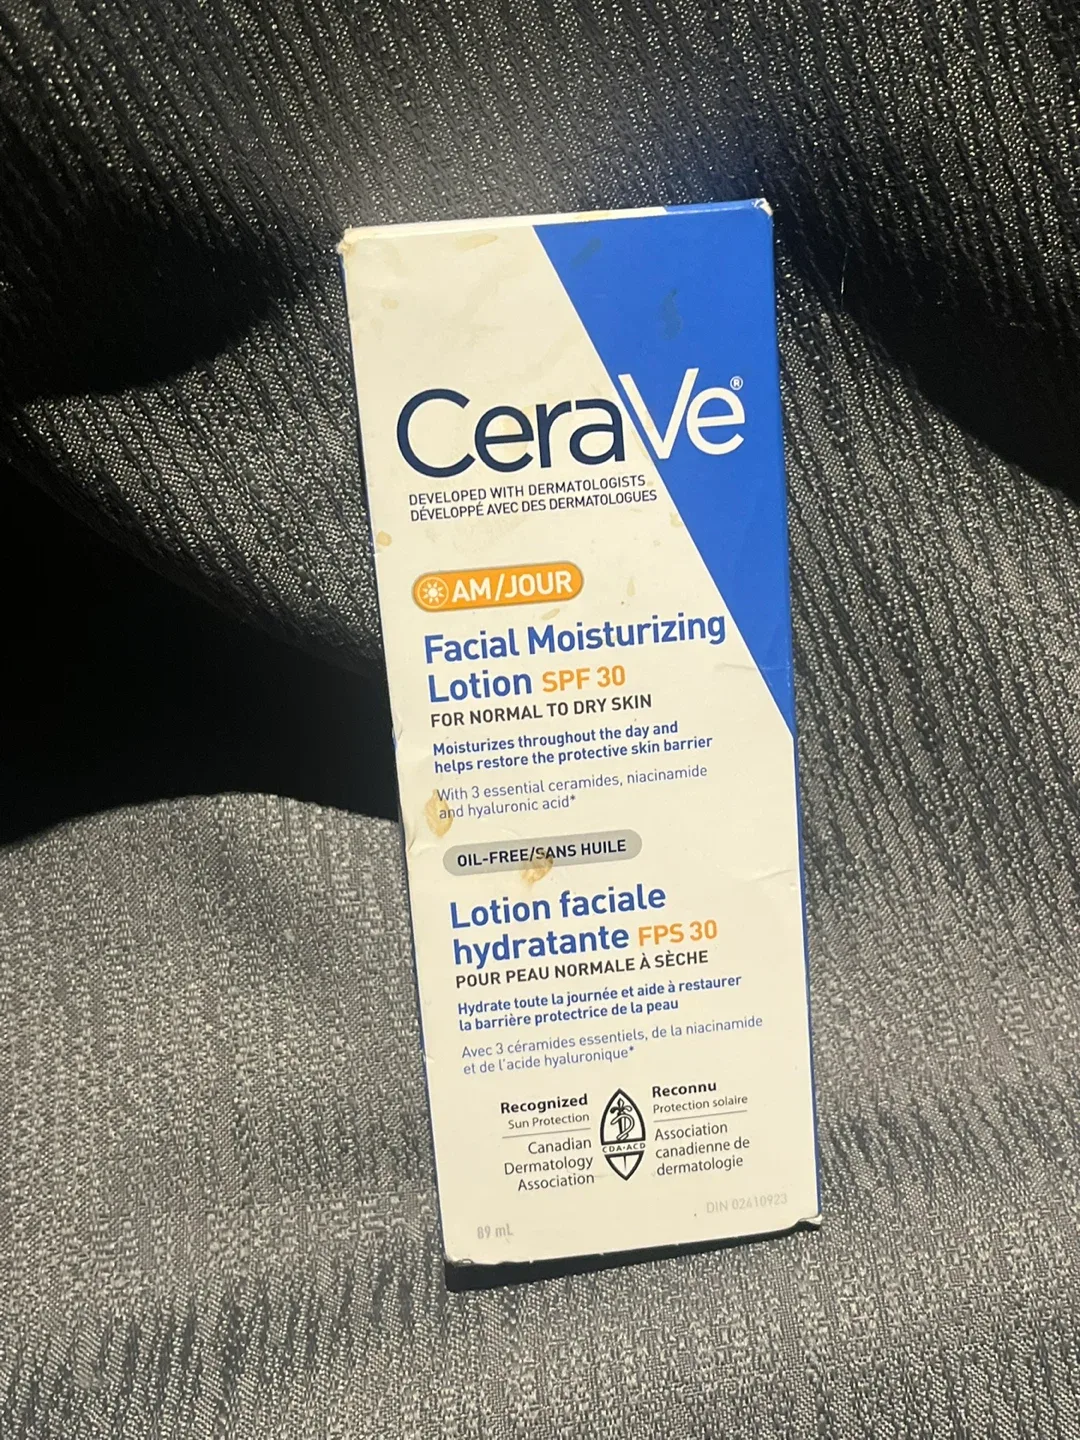 CeraVe®
DEVELOPED WITH DERMATOLOGISTS
DÉVELOPPÉ AVEC DES DERMATOLOGUES
AM/JOUR
Facial Moisturizing
Lotion SPF 30
FOR NORMAL TO DRY SKIN
Moisturizes throughout the day and
helps restore the protective skin barrier
With 3 essential ceramides, niacinamide
and hyaluronic acid*
OIL-FREE/SANS HUILE
Lotion faciale
hydratante FPS 30
POUR PEAU NORMALE À SÈCHE
Hydrate toute la journée et aide à restaurer
la barrière protectrice de la peau
Avec 3 céramides essentiels, de la niacinamide
et de l'acide hyaluronique*
Recognized
Sun Protection
Canadian
Dermatology
Association
CDA·ACD
Reconnu
Protection solaire
Association
canadienne de
dermatologie
89 mL
DIN 02410923